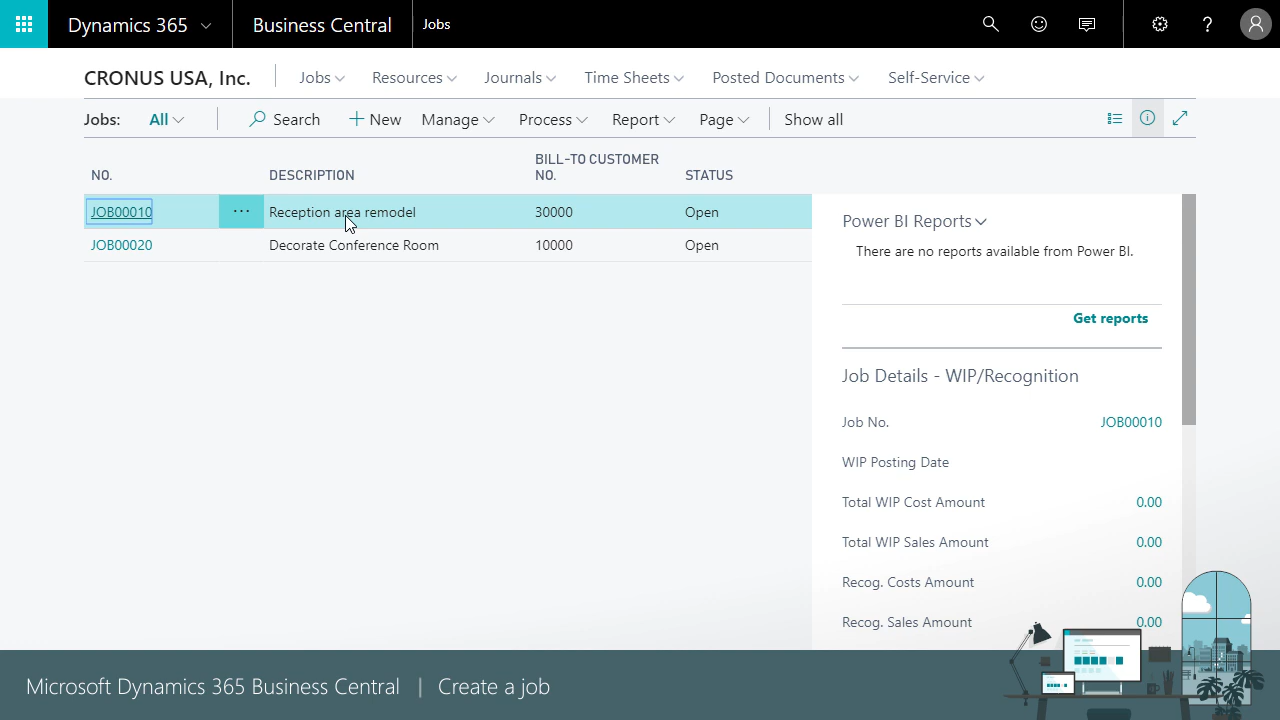 Dynamics 365 Business Central Jobs
CRONUS USA, Inc. Jobs Resources Journals Time Sheets Posted Documents Self-Service
Jobs: All Search New Manage Process Report Page Show all
NO. DESCRIPTION BILL-TO CUSTOMER NO. STATUS
JOB00010 ... Reception area remodel 30000 Open
JOB00020 Decorate Conference Room 10000 Open
Power BI Reports
There are no reports available from Power BI.
Get reports
Job Details - WIP/Recognition
Job No. JOB00010
WIP Posting Date
Total WIP Cost Amount 0.00
Total WIP Sales Amount 0.00
Recog. Costs Amount 0.00
Recog. Sales Amount 0.00
Microsoft Dynamics 365 Business Central | Create a job